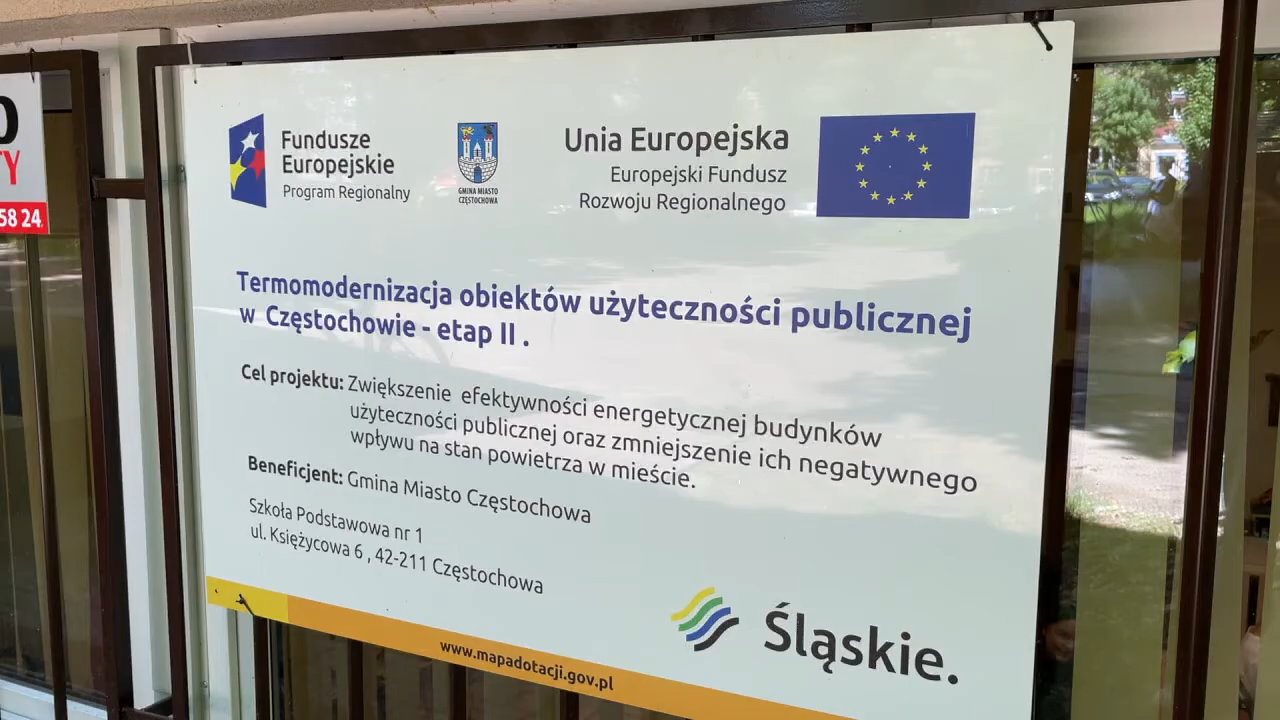 58 24
Fundusze
Europejskie
Program Regionalny
GMINA MIASTO
CZĘSTOCHOWA
Unia Europejska
Europejski Fundusz
Rozwoju Regionalnego
Termomodernizacja obiektów użyteczności publicznej
w Częstochowie - etap II .
Cel projektu: Zwiększenie efektywności energetycznej budynków
użyteczności publicznej oraz zmniejszenie ich negatywnego
wpływu na stan powietrza w mieście.
Beneficjent: Gmina Miasto Częstochowa
Szkoła Podstawowa nr 1
ul. Księżycowa 6 , 42-211 Częstochowa
Śląskie.
www.mapadotacji.gov.pl